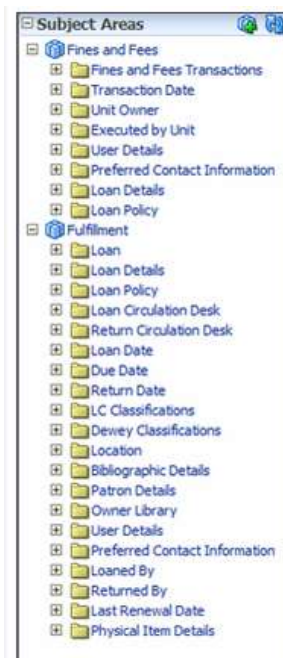 Subject Areas
Fines and Fees
Fines and Fees Transactions
Transaction Date
Unit Owner
Executed by Unit
User Details
Preferred Contact Information
Loan Details
Loan Policy
Fulfilment
Loan
Loan Details
Loan Policy
Loan Circulation Desk
Return Circulation Desk
Loan Date
Due Date
Return Date
LC Classifications
Dewey Classifications
Location
Bibliographic Details
Patron Details
Owner Library
User Details
Preferred Contact Information
Loaned By
Returned By
Last Renewal Date
Physical Item Details